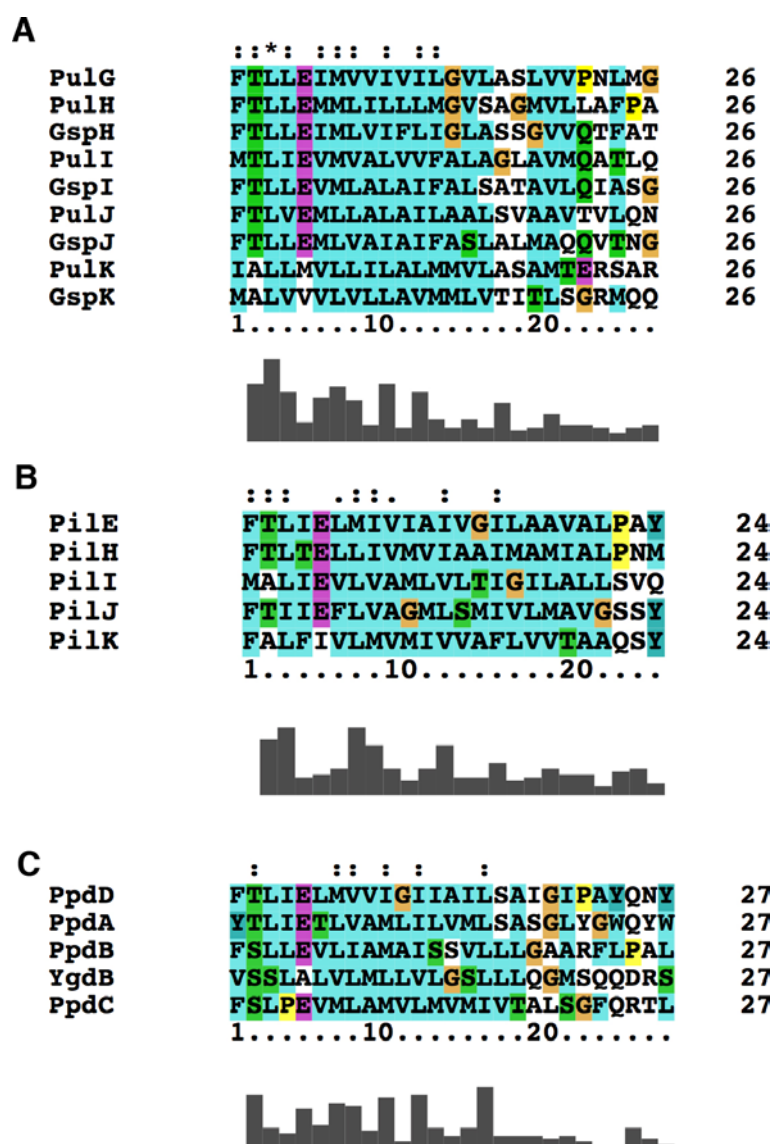 A
::*: ::: : ::
PulG FTLLEIMVVIVILGVLASLVVPNLMG 26
PulH FTLLEMMLILLLMGVSAGMVLLAFPA 26
GspH FTLLEIMLVIFLIGLASSGVVQTFAT 26
PulI MTLIEVMVALVVFALAGLAVMQATLQ 26
GspI FTLLEVMLALAIFALSATAVLQIASG 26
PulJ FTLVEMLLALAILAALSVAAVTVLQN 26
GspJ FTLLEMLVAIAIFASLALMAQQVTNG 26
PulK IALLMVLLILALMMVLASAMTERSAR 26
GspK MALVVVLVLLAVMMLVTITLSGRMQQ 26
1.......10........20......
B
::: .::. : :
PilE FTLIELMIVIAIVGILAAVALPAY 24
PilH FTLTELLIVMVIAAIMAMIALPNM 24
PilI MALIEVLVAMLVLTIGILALLSVQ 24
PilJ FTIIEFLVAGMLSMIVLMAVGSSY 24
PilK FALFIVLMVMIVVAFLVVTAAQSY 24
1.......10........20....
C
: :: : : :
PpdD FTLIELMVVIGIIAILSAIGIPAYQNY 27
PpdA YTLIETLVAMLILVMLSASGLYGWQYW 27
PpdB FSLLEVLIAMAISSVLLLGAARFLPAL 27
YgdB VSSLALVLMLLVLGSLLLQGMSQQDRS 27
PpdC FSLPEVMLAMVLMVMIVTALSGFQRTL 27
1.......10........20.......